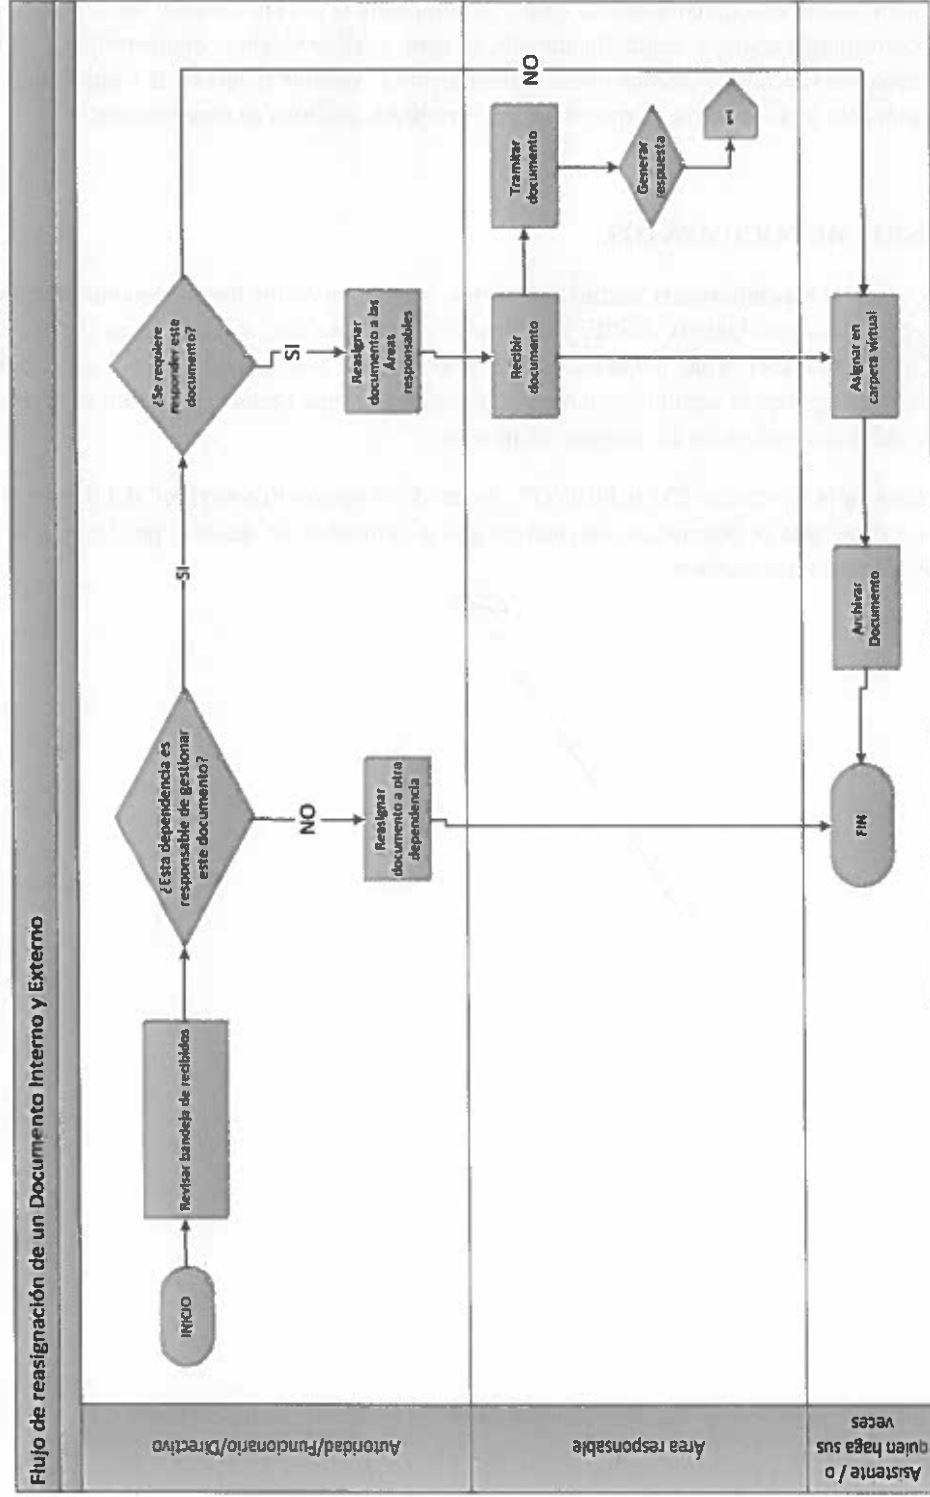 Flujo de reasignación de un Documento Interno y Externo
Autoridad/Funcionario/Directivo
INICIO
Revisar bandeja de recibidos
¿Esta dependencia es
responsable de gestionar
este documento?
SI
NO
¿Se requiere
responder este
documento?
SI
NO
Reasignar
documento a otra
dependencia
Reasignar
documento a las
Áreas
responsables
Área responsable
Recibir
documento
Tramitar
documento
Generar
respuesta
Asistente / o
quien haga sus
veces
Asignar en
carpeta virtual
Archivar
Documento
FIN